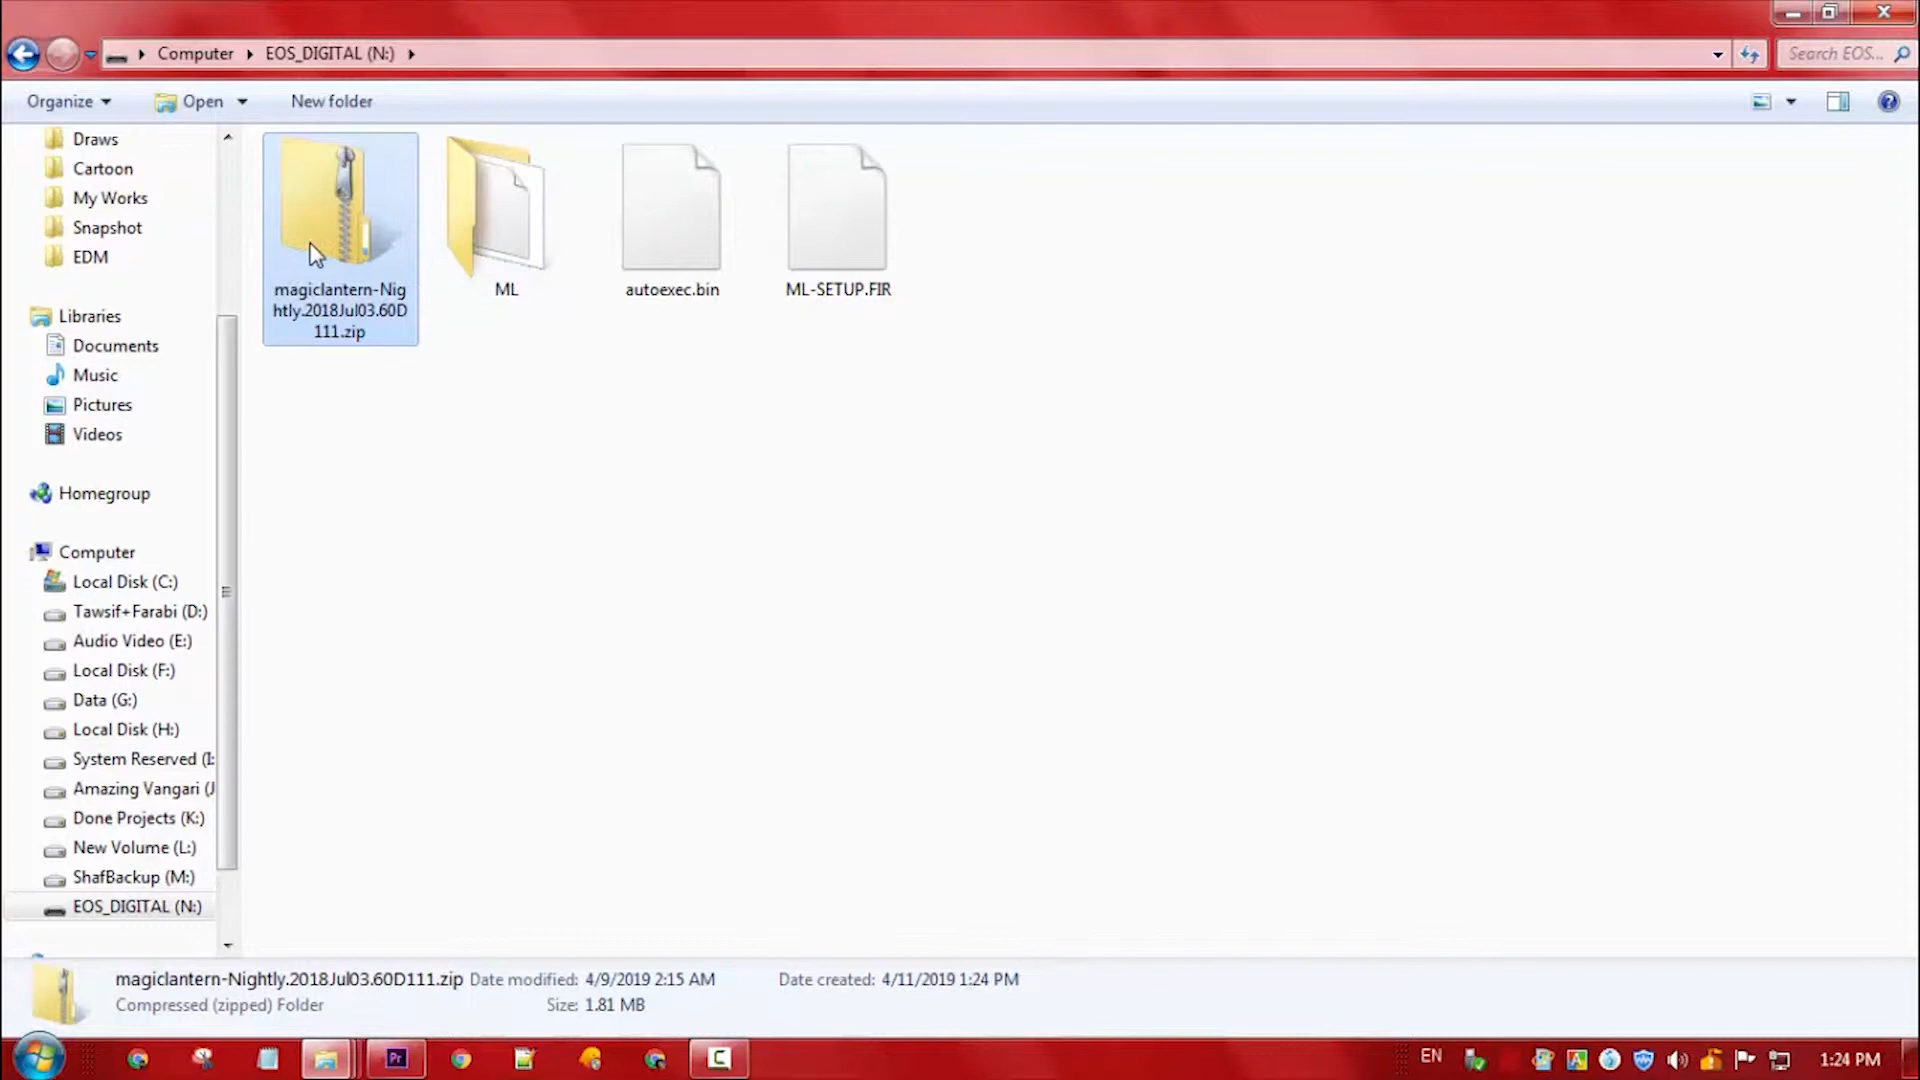 Computer
EOS_DIGITAL (N:)
Search EOS...
Organize
Open
New folder
Draws
Cartoon
My Works
Snapshot
EDM
Libraries
Documents
Music
Pictures
Videos
Homegroup
Computer
Local Disk (C:)
Tawsif+Farabi (D:)
Audio Video (E:)
Local Disk (F:)
Data (G:)
Local Disk (H:)
System Reserved (I:
Amazing Vangari (J
Done Projects (K:)
New Volume (L:)
ShafBackup (M:)
EOS_DIGITAL (N:)
magiclantern-Nig
htly.2018Jul03.60D
111.zip
ML
autoexec.bin
ML-SETUP.FIR
magiclantern-Nightly.2018Jul03.60D111.zip Date modified: 4/9/2019 2:15 AM Date created: 4/11/2019 1:24 PM
Compressed (zipped) Folder Size: 1.81 MB
Pr
C
EN
A
1:24 PM